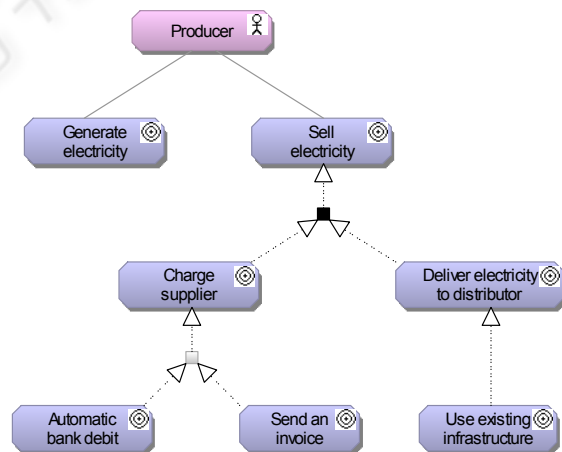 Producer
Generate
electricity
Sell
electricity
Charge
supplier
Deliver electricity
to distributor
Automatic
bank debit
Send an
invoice
Use existing
infrastructure